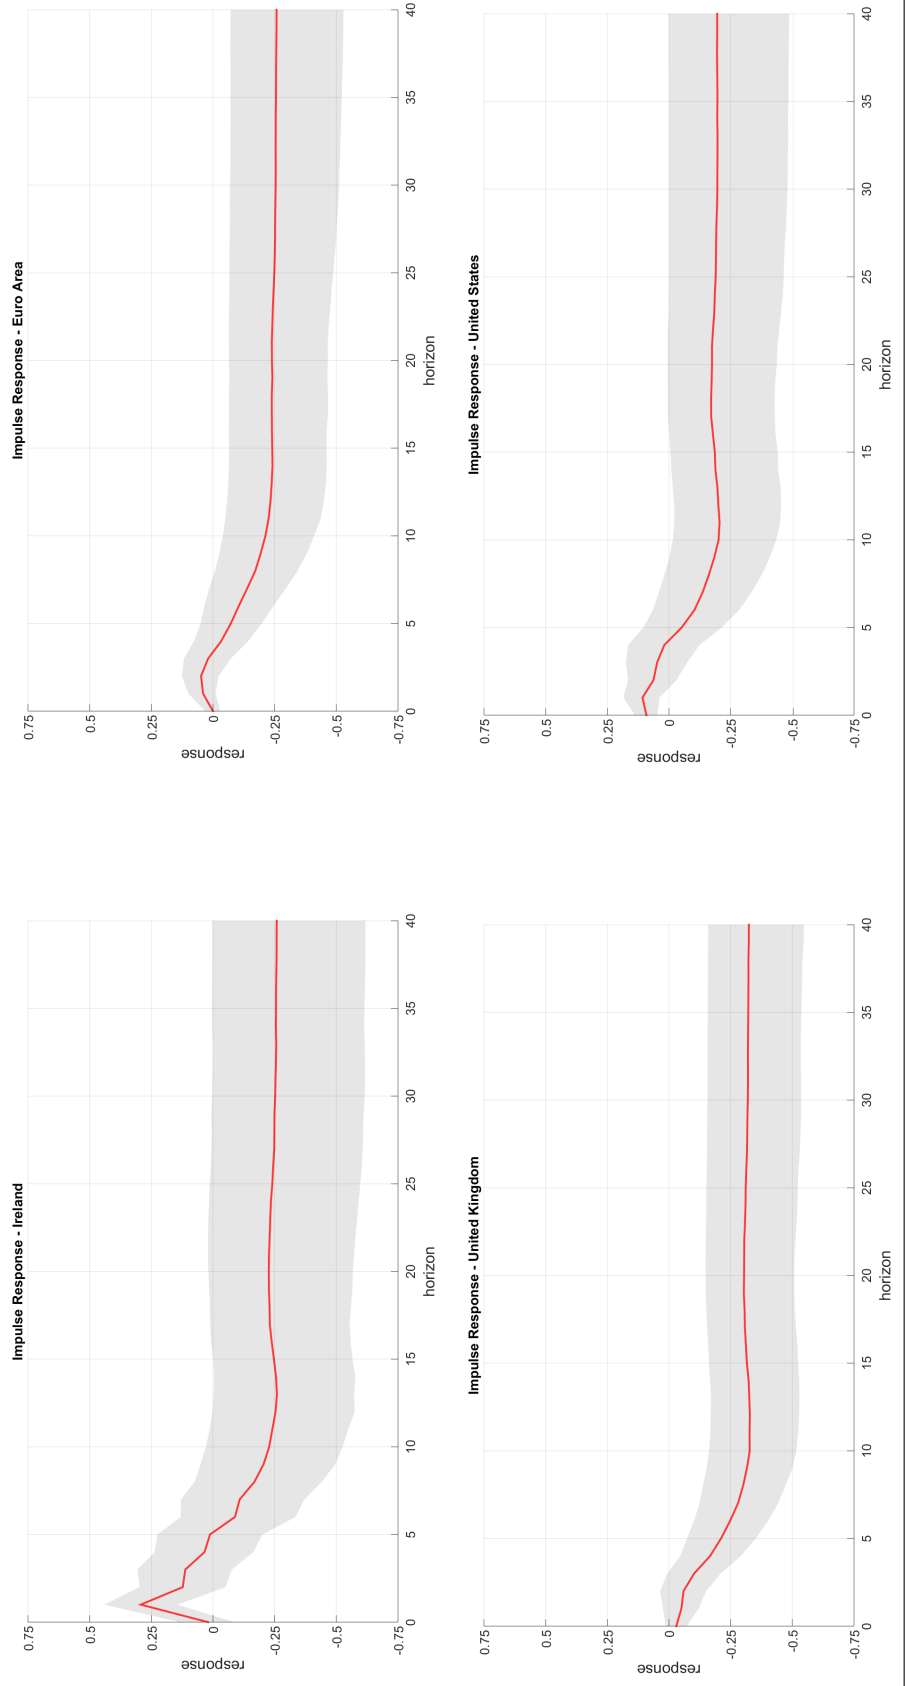 Impulse Response - Ireland
0.75
0.5
0.25
0
-0.25
-0.5
-0.75
response
0 5 10 15 20 25 30 35 40
horizon
Impulse Response - Euro Area
0.75
0.5
0.25
0
-0.25
-0.5
-0.75
response
0 5 10 15 20 25 30 35 40
horizon
Impulse Response - United Kingdom
0.75
0.5
0.25
0
-0.25
-0.5
-0.75
response
0 5 10 15 20 25 30 35 40
horizon
Impulse Response - United States
0.75
0.5
0.25
0
-0.25
-0.5
-0.75
response
0 5 10 15 20 25 30 35 40
horizon